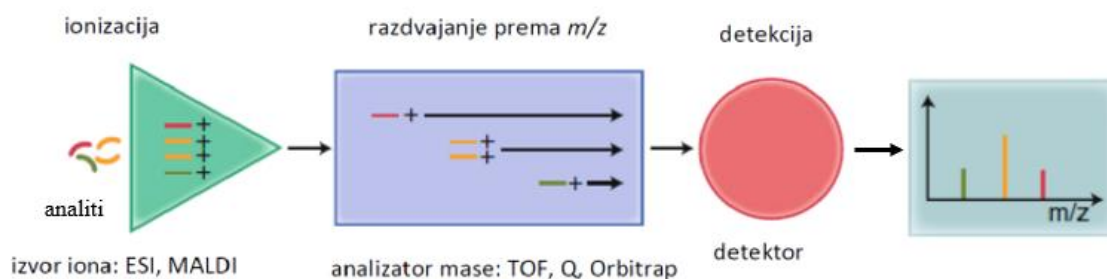 ionizacija
razdvajanje prema m/z
detekcija
+
+
+
+
+
+
+
+
analiti
m/z
izvor iona: ESI, MALDI
analizator mase: TOF, Q, Orbitrap
detektor